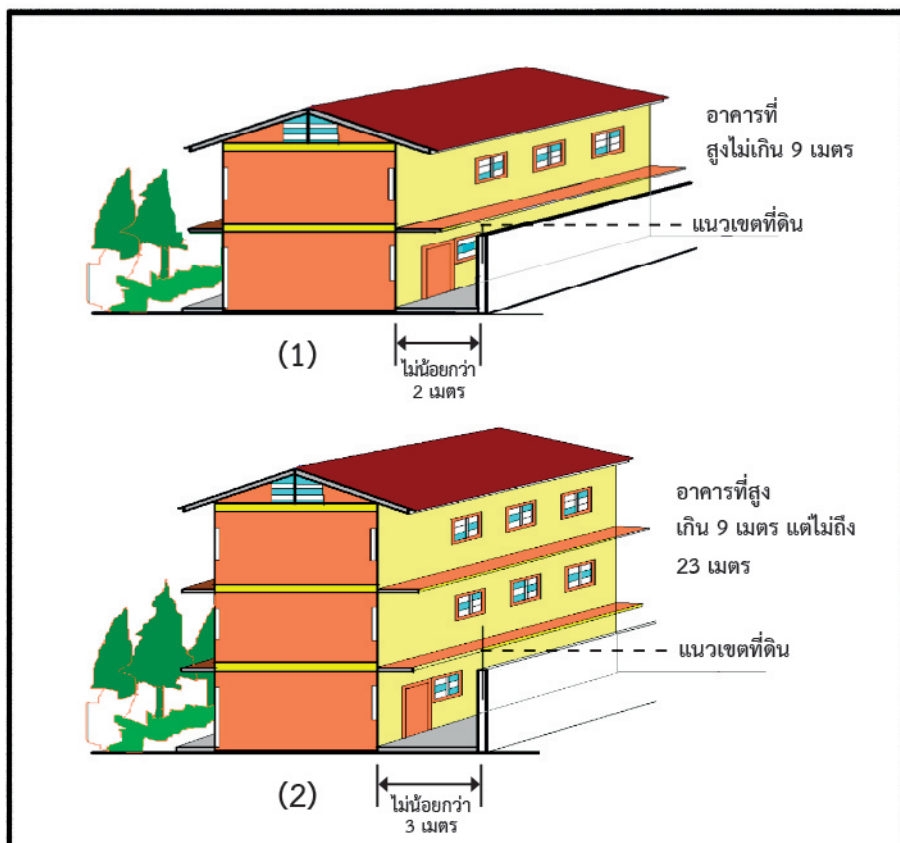 อาคารที่
สูงไม่เกิน 9 เมตร
แนวเขตที่ดิน
(1)
ไม่น้อยกว่า
2 เมตร
อาคารที่สูง
เกิน 9 เมตร แต่ไม่ถึง
23 เมตร
แนวเขตที่ดิน
(2)
ไม่น้อยกว่า
3 เมตร